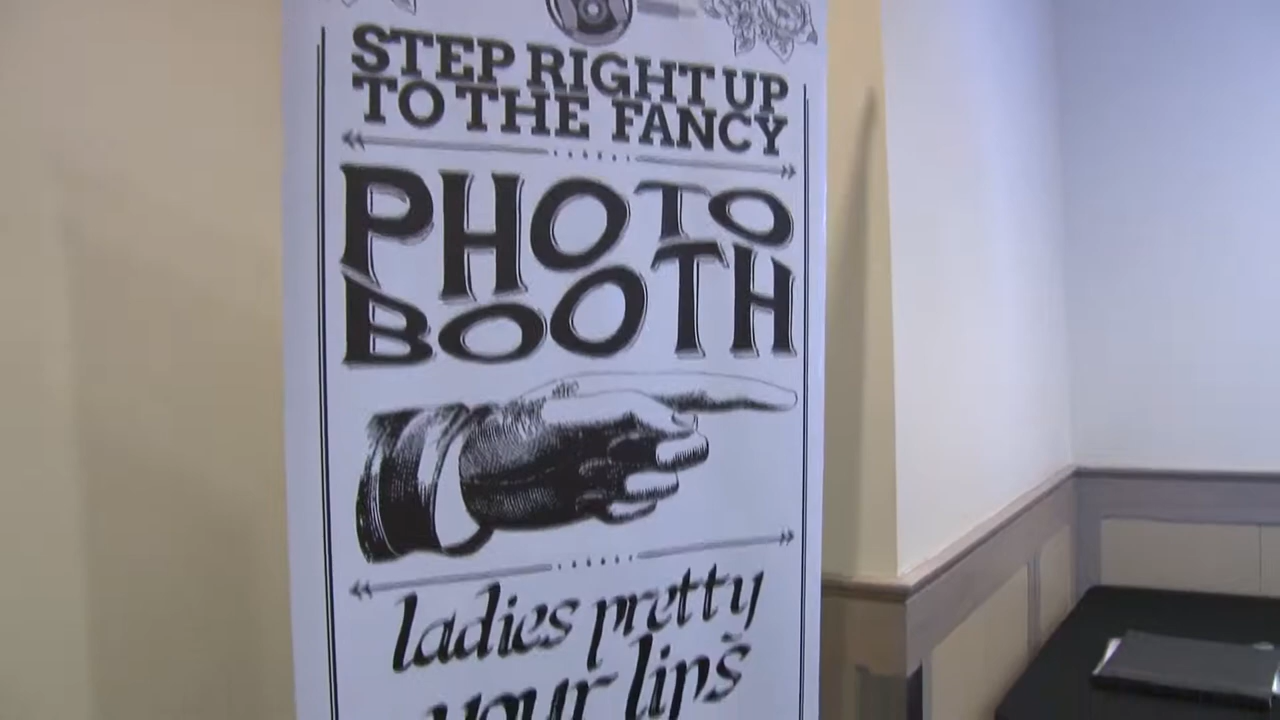 STEP RIGHT UP
TO THE FANCY
PHOTO
BOOTH
ladies pretty
your lips